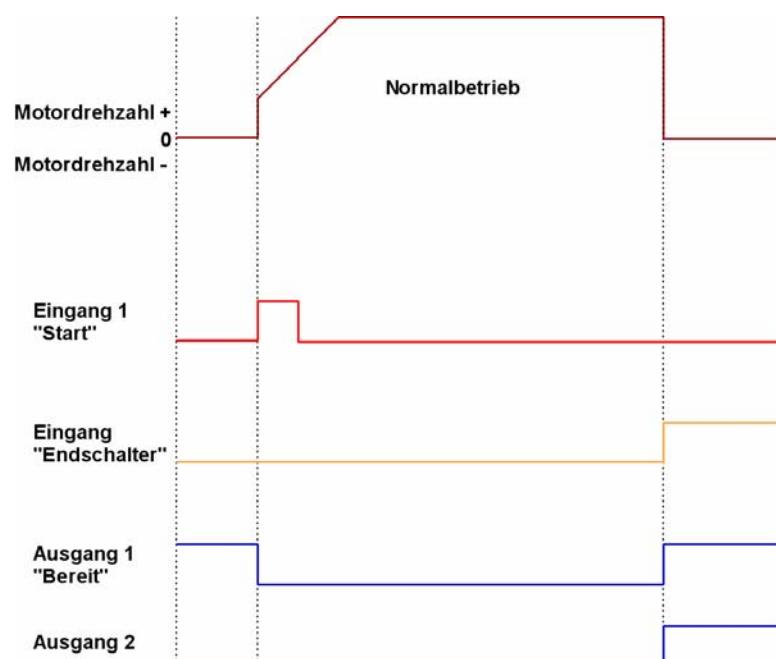 Normalbetrieb
Motordrehzahl +
0
Motordrehzahl -
Eingang 1
"Start"
Eingang
"Endschalter"
Ausgang 1
"Bereit"
Ausgang 2